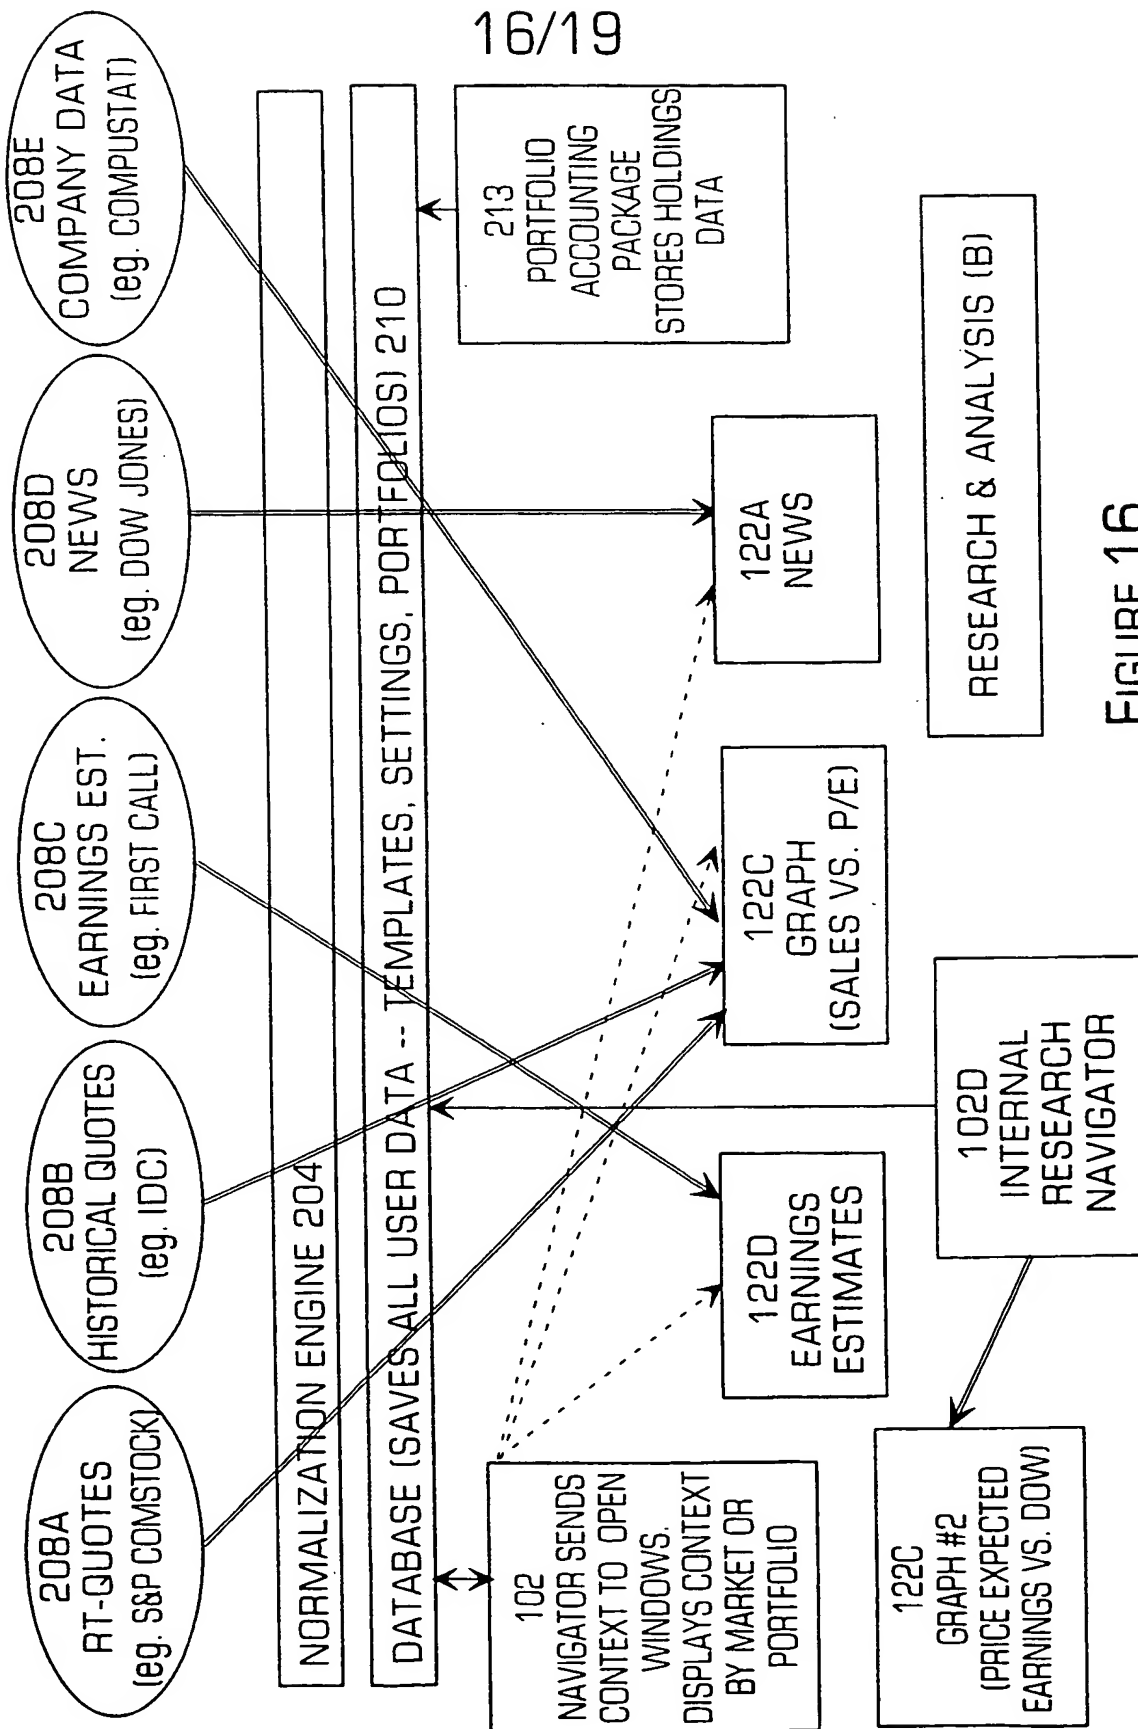 16/19
208A
RT-QUOTES
(eg. S&P COMSTOCK)
208B
HISTORICAL QUOTES
(eg. IDC)
208C
EARNINGS EST.
(eg. FIRST CALL)
208D
NEWS
(eg. DOW JONES)
208E
COMPANY DATA
(eg. COMPUSTAT)
NORMALIZATION ENGINE 204
DATABASE (SAVES ALL USER DATA -- TEMPLATES, SETTINGS, PORTFOLIOS) 210
102
NAVIGATOR SENDS
CONTEXT TO OPEN
WINDOWS.
DISPLAYS CONTEXT
BY MARKET OR
PORTFOLIO
213
PORTFOLIO
ACCOUNTING
PACKAGE
STORES HOLDINGS
DATA
122D
EARNINGS
ESTIMATES
122C
GRAPH
(SALES VS. P/E)
122A
NEWS
122C
GRAPH #2
(PRICE EXPECTED
EARNINGS VS. DOW)
102D
INTERNAL
RESEARCH
NAVIGATOR
RESEARCH & ANALYSIS (B)
FIGURE 16